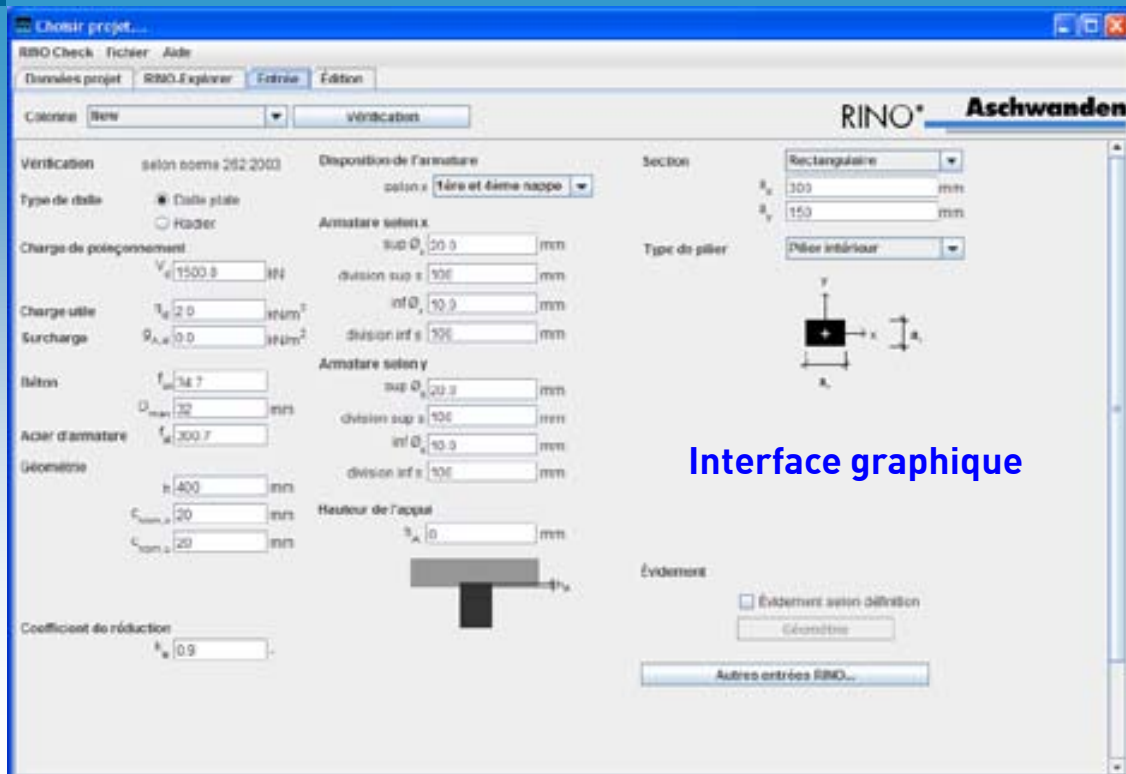 Choisir projet...
RINO Check Fichier Aide
Données projet RINO-Explorer Entrée Édition
Colonne New Vérification
RINO® Aschwanden
Vérification selon norme 262:2003
Type de dalle Dalle plate
Radier
Charge de poinçonnement
V 1500.0 kN
Charge utile q 2.0 kN/m²
Surcharge 0.0 kN/m²
Béton 34.7
D max 32 mm
Acier d'armature f
Géométrie
h 400 mm
c nom 20 mm
c nom 20 mm
Coefficient de réduction
k 0.9 -
Disposition de l'armature
selon x 1ère et 4ème nappe
Armature selon x
sup Ø 20.0 mm
division sup s 100 mm
inf Ø 10.0 mm
division inf s 100 mm
Armature selon y
sup Ø 20.0 mm
division sup s 100 mm
inf Ø 10.0 mm
division inf s 100 mm
Hauteur de l'appui
h A 0 mm
h A
Section Rectangulaire
a x 300 mm
a y 150 mm
Type de pilier Pilier intérieur
y
x
a
a
Interface graphique
Évidement
Évidement selon définition
Géométrie
Autres entrées RINO...